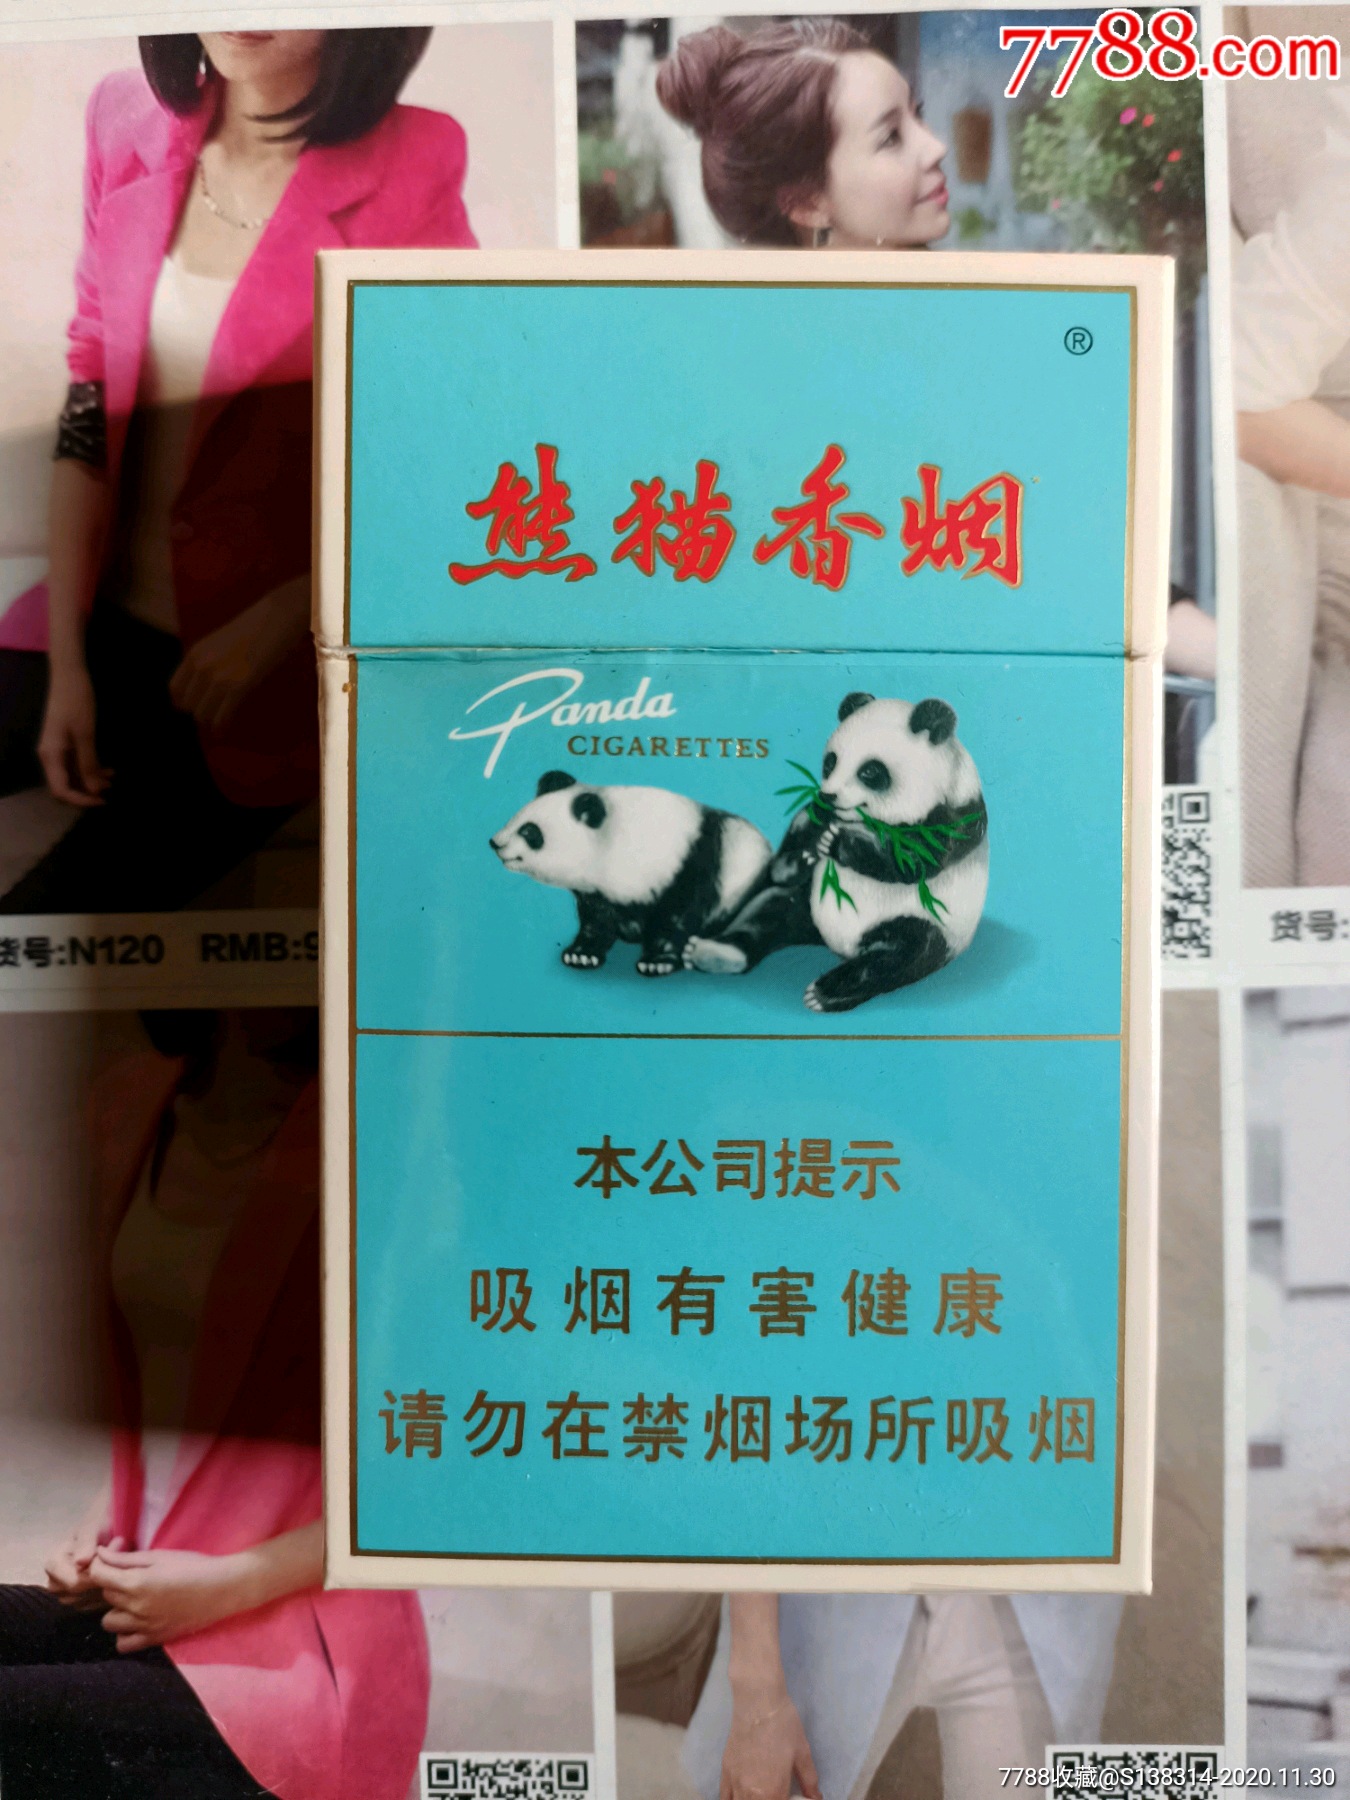 7788.com
®
熊猫香烟
Panda
CIGARETTES
货号:N120 RMB:9
货号:
本公司提示
吸烟有害健康
请勿在禁烟场所吸烟
7788收藏@S138314-2020.11.30